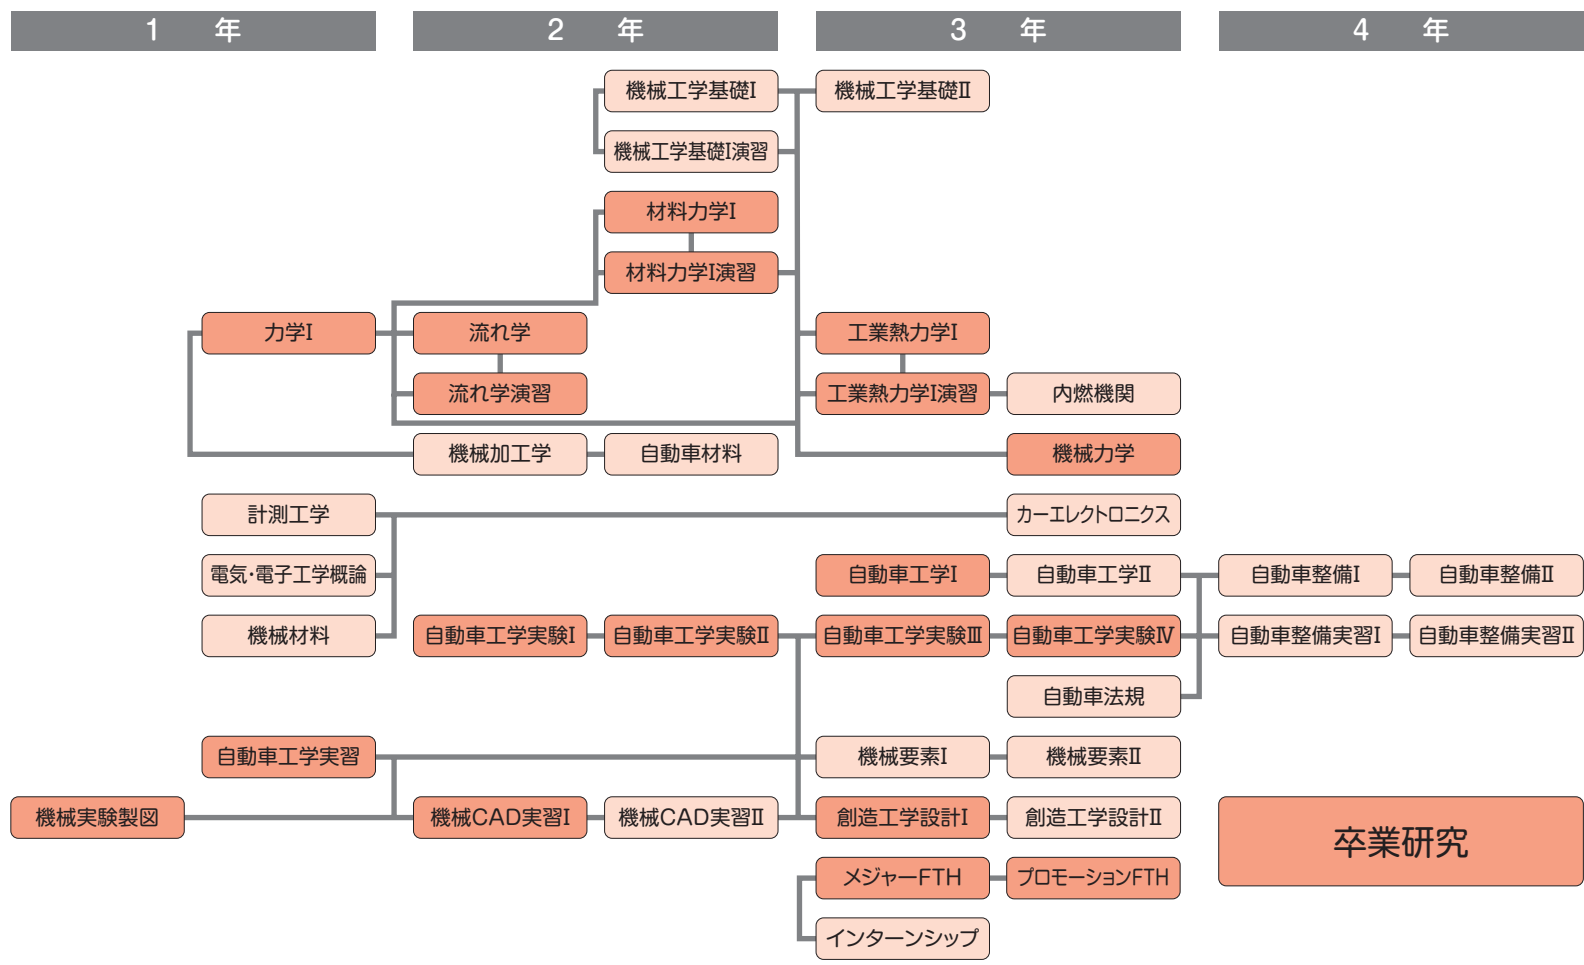 1 年
2 年
3 年
4 年
機械工学基礎Ⅰ
機械工学基礎Ⅱ
機械工学基礎Ⅰ演習
材料力学Ⅰ
材料力学Ⅰ演習
力学Ⅰ
流れ学
工業熱力学Ⅰ
流れ学演習
工業熱力学Ⅰ演習
内燃機関
機械加工学
自動車材料
機械力学
計測工学
カーエレクトロニクス
電気・電子工学概論
自動車工学Ⅰ
自動車工学Ⅱ
自動車整備Ⅰ
自動車整備Ⅱ
機械材料
自動車工学実験Ⅰ
自動車工学実験Ⅱ
自動車工学実験Ⅲ
自動車工学実験Ⅳ
自動車整備実習Ⅰ
自動車整備実習Ⅱ
自動車法規
自動車工学実習
機械要素Ⅰ
機械要素Ⅱ
機械実験製図
機械CAD実習Ⅰ
機械CAD実習Ⅱ
創造工学設計Ⅰ
創造工学設計Ⅱ
卒業研究
メジャーFTH
プロモーションFTH
インターンシップ